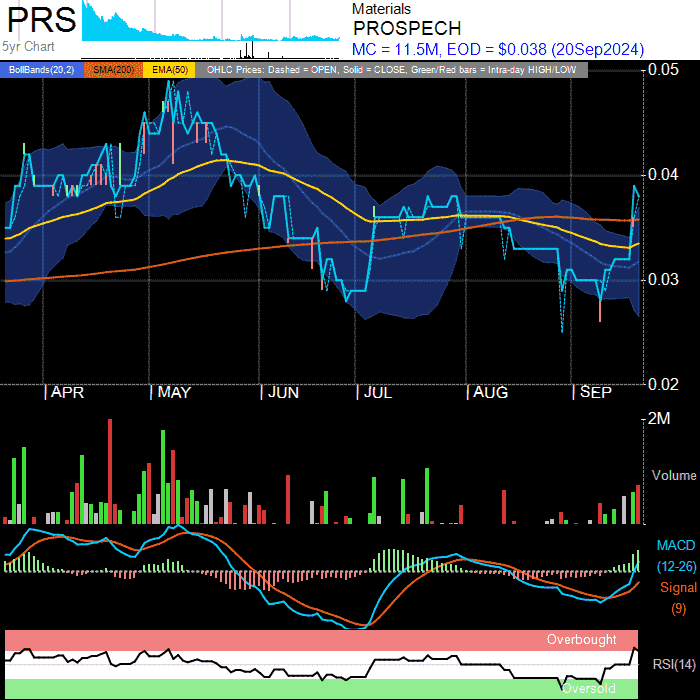 PRS
5yr Chart
Materials
PROSPECH
MC = 11.5M, EOD = $0.038 (20Sep2024)
BollBands(20,2) SMA(200) EMA(50) OHLC Prices: Dashed = OPEN, Solid = CLOSE, Green/Red bars = Intra-day HIGH/LOW
0.05
0.04
0.03
0.02
APR MAY JUN JUL AUG SEP
2M
Volume
MACD
(12-26)
Signal
(9)
Overbought
RSI(14)
Oversold